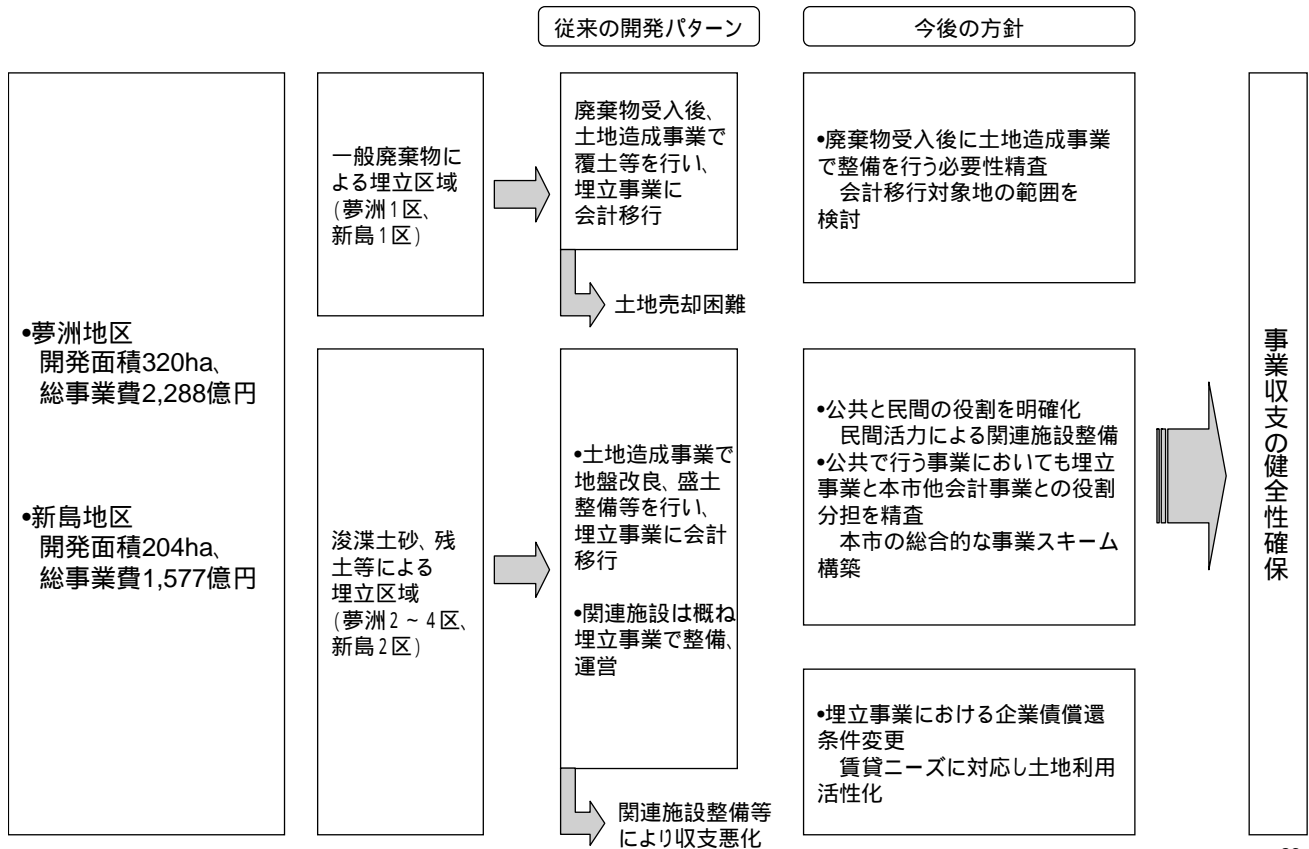 従来の開発パターン
今後の方針
•夢洲地区
開発面積320ha、
総事業費2,288億円
•新島地区
開発面積204ha、
総事業費1,577億円
一般廃棄物に
よる埋立区域
(夢洲1区、
新島1区)
廃棄物受入後、
土地造成事業で
覆土等を行い、
埋立事業に
会計移行
土地売却困難
•廃棄物受入後に土地造成事業
で整備を行う必要性精査
会計移行対象地の範囲を
検討
浚渫土砂、残
土等による
埋立区域
(夢洲2~4区、
新島2区)
•土地造成事業で
地盤改良、盛土
整備等を行い、
埋立事業に会計
移行
•関連施設は概ね
埋立事業で整備、
運営
関連施設整備等
により収支悪化
•公共と民間の役割を明確化
民間活力による関連施設整備
•公共で行う事業においても埋立
事業と本市他会計事業との役割
分担を精査
本市の総合的な事業スキーム
構築
•埋立事業における企業債償還
条件変更
賃貸ニーズに対応し土地利用
活性化
事業収支の健全性確保